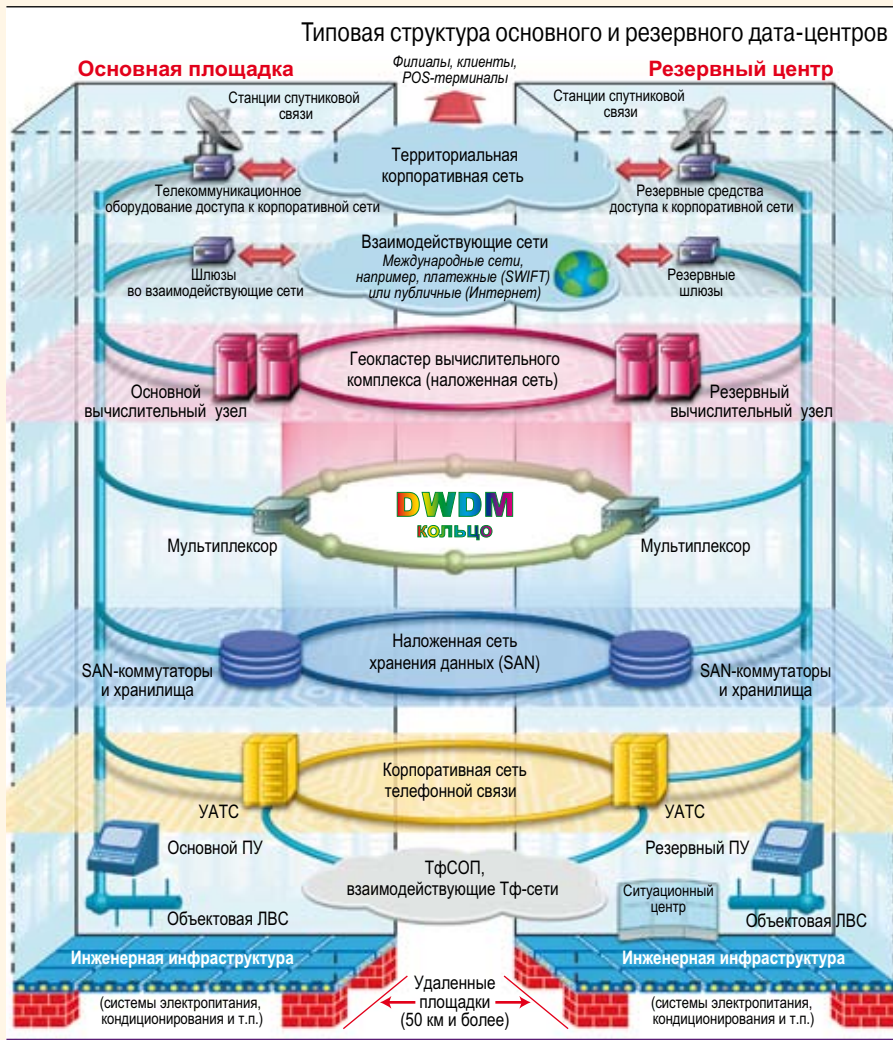 Типовая структура основного и резервного дата-центров
Основная площадка
Филиалы, клиенты,
POS-терминалы
Резервный центр
Станции спутниковой
связи
Станции спутниковой
связи
Территориальная
корпоративная сеть
Телекоммуникационное
оборудование доступа к корпоративной сети
Резервные средства
доступа к корпоративной сети
Взаимодействующие сети
Международные сети,
например, платежные (SWIFT)
или публичные (Интернет)
Шлюзы
во взаимодействующие сети
Резервные
шлюзы
Геокластер вычислительного
комплекса (наложенная сеть)
Основной
вычислительный узел
Резервный
вычислительный узел
DWDM
кольцо
Мультиплексор
Мультиплексор
Наложенная сеть
хранения данных (SAN)
SAN-коммутаторы
и хранилища
SAN-коммутаторы
и хранилища
Корпоративная сеть
телефонной связи
УАТС
УАТС
Основной ПУ
Резервный ПУ
ТфСОП,
взаимодействующие Тф-сети
Ситуационный
центр
Объектовая ЛВС
Объектовая ЛВС
Инженерная инфраструктура
Инженерная инфраструктура
(системы электропитания,
кондиционирования и т.п.)
Удаленные
площадки
(50 км и более)
(системы электропитания,
кондиционирования и т.п.)